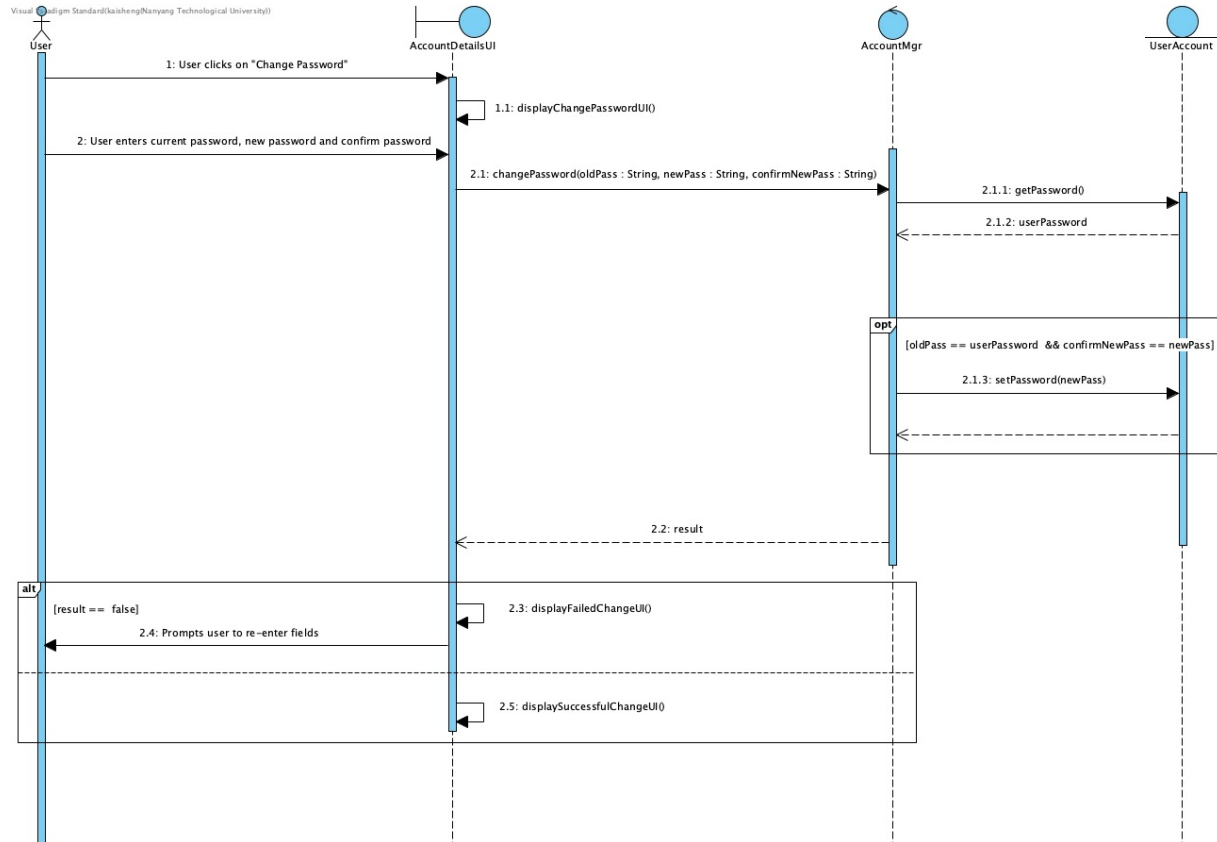 Visual Paradigm Standard(kaisheng(Nanyang Technological University))
User
AccountDetailsUI
AccountMgr
UserAccount
1: User clicks on "Change Password"
1.1: displayChangePasswordUI()
2: User enters current password, new password and confirm password
2.1: changePassword(oldPass : String, newPass : String, confirmNewPass : String)
2.1.1: getPassword()
2.1.2: userPassword
opt
[oldPass == userPassword && confirmNewPass == newPass]
2.1.3: setPassword(newPass)
2.2: result
alt
[result == false]
2.3: displayFailedChangeUI()
2.4: Prompts user to re-enter fields
2.5: displaySuccessfulChangeUI()